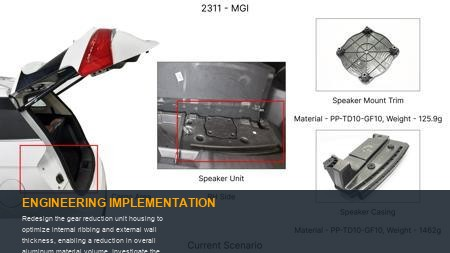 2311 - MGI
Speaker Mount Trim
Material - PP-TD10-GF10, Weight - 125.9g
Speaker Unit
RH Side
Speaker Casing
Material - PP-TD10-GF10, Weight - 1462g
Current Scenario
ENGINEERING IMPLEMENTATION
Redesign the gear reduction unit housing to
optimize internal ribbing and external wall
thickness, enabling a reduction in overall
aluminum material volume. Investigate the